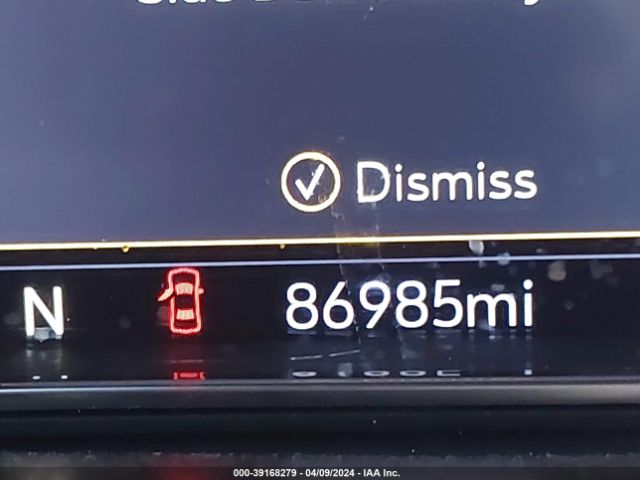 Dismiss
N 86985mi
000-39168279 - 04/09/2024 - IAA Inc.